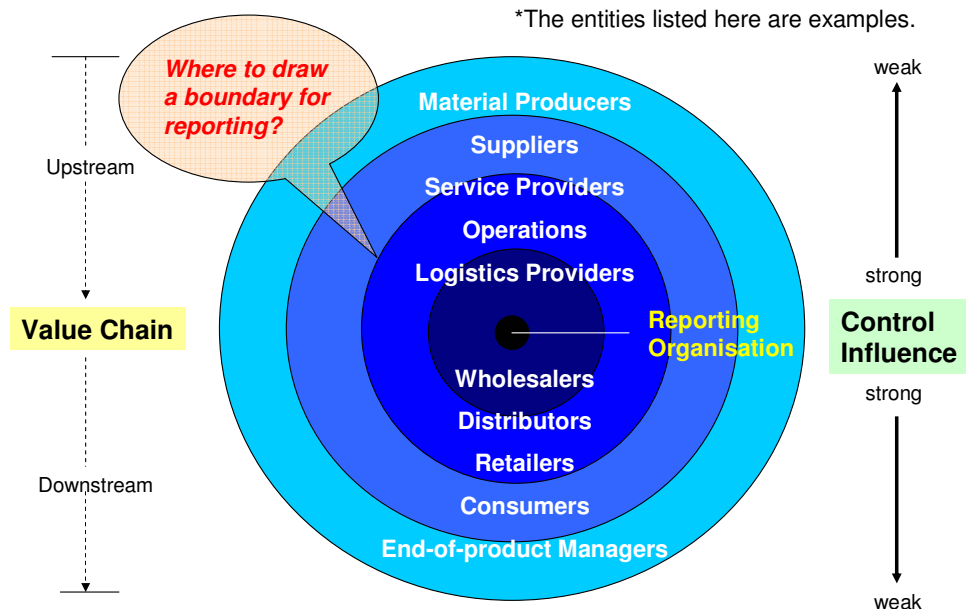 *The entities listed here are examples.
Where to draw
a boundary for
reporting?
weak
Material Producers
Suppliers
Upstream
Service Providers
Operations
Logistics Providers
strong
Value Chain
Reporting
Organisation
Control
Influence
Wholesalers
strong
Distributors
Retailers
Downstream
Consumers
End-of-product Managers
weak